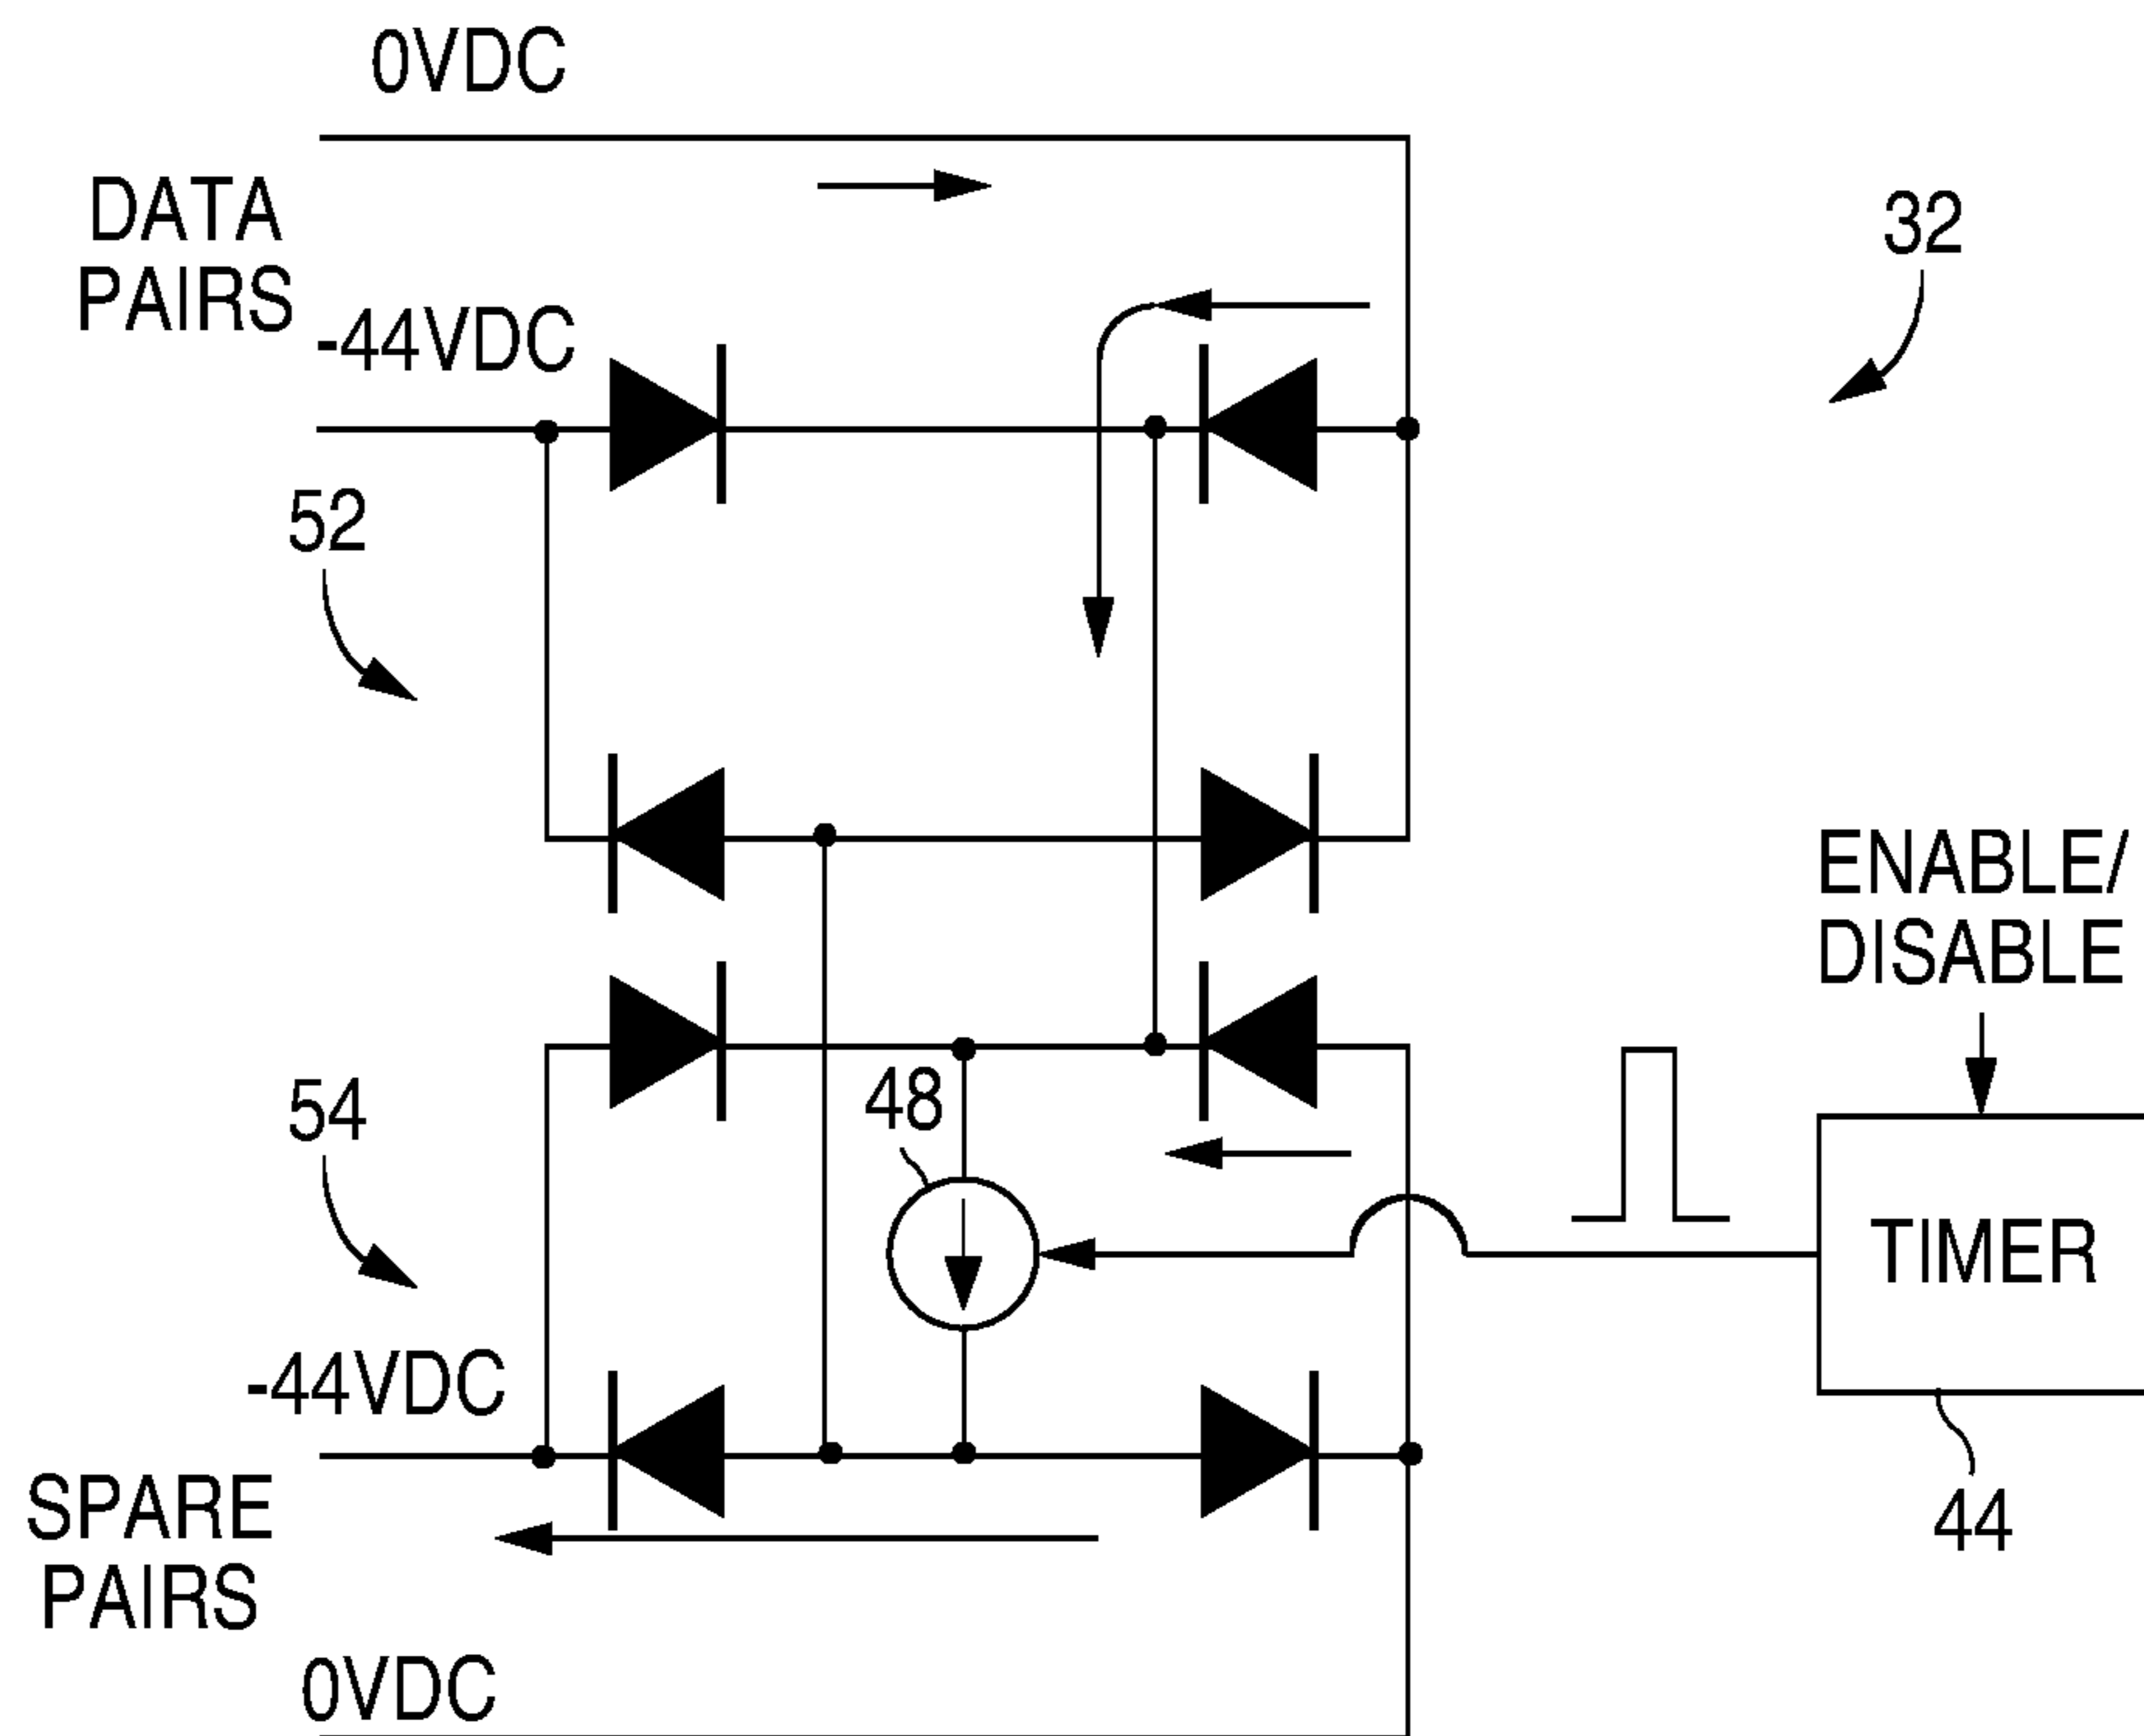 0VDC
DATA
PAIRS
-44VDC
32
52
ENABLE/
DISABLE
54
48
TIMER
-44VDC
SPARE
PAIRS
44
0VDC